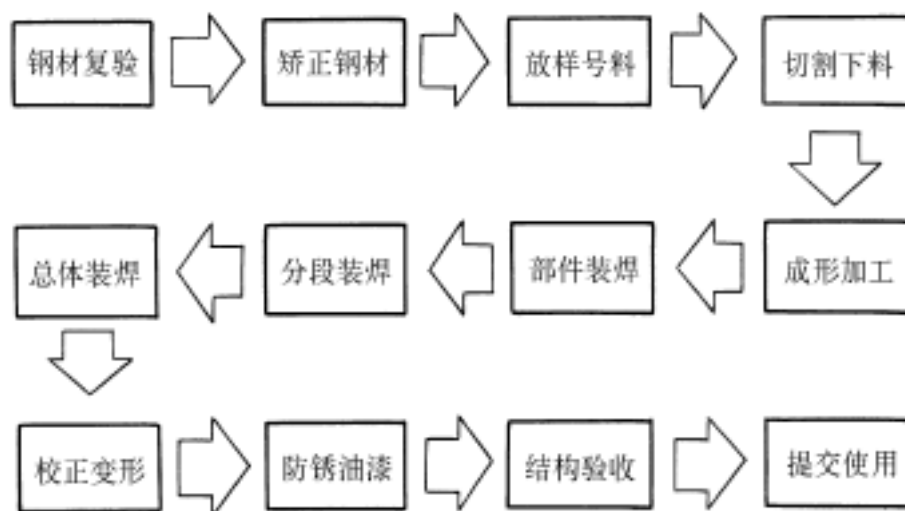 钢材复验
矫正钢材
放样号料
切割下料
成形加工
部件装焊
分段装焊
总体装焊
校正变形
防锈油漆
结构验收
提交使用